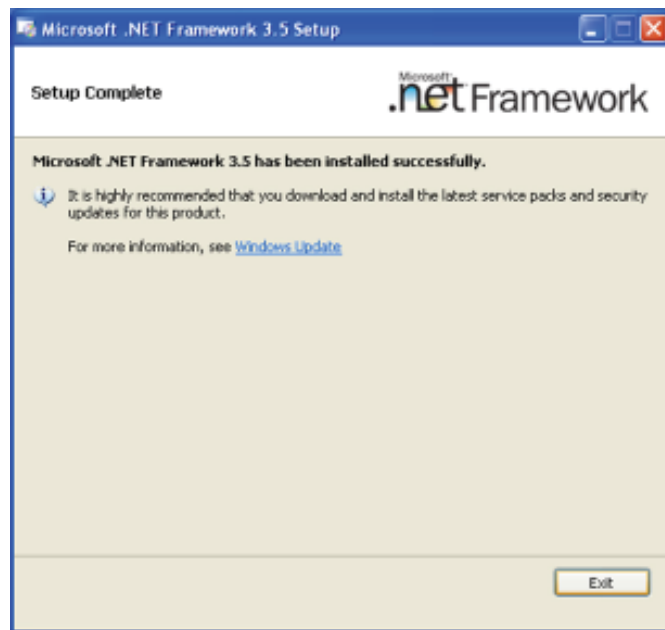 Microsoft .NET Framework 3.5 Setup
Setup Complete
Microsoft
.net Framework
Microsoft .NET Framework 3.5 has been installed successfully.
It is highly recommended that you download and install the latest service packs and security
updates for this product.
For more information, see Windows Update
Exit